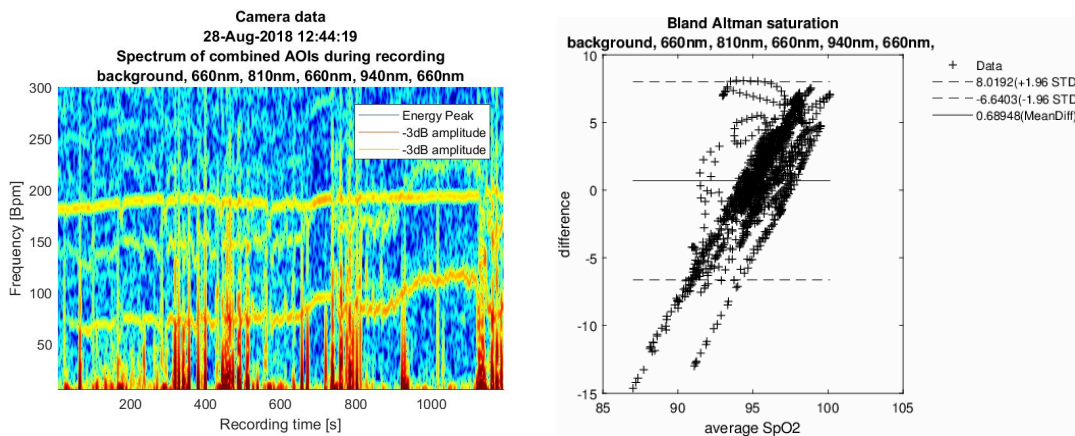 Camera data
28-Aug-2018 12:44:19
Spectrum of combined AOIs during recording
background, 660nm, 810nm, 660nm, 940nm, 660nm
300
250
200
150
100
50
Frequency [Bpm]
Energy Peak
-3dB amplitude
-3dB amplitude
200
400
600
800
1000
Recording time [s]
Bland Altman saturation
background, 660nm, 810nm, 660nm, 940nm, 660nm,
10
5
0
-5
-10
-15
difference
85
90
95
100
105
average SpO2
Data
8.0192(+1.96 STD
-6.6403(-1.96 STD
0.68948(MeanDiff)